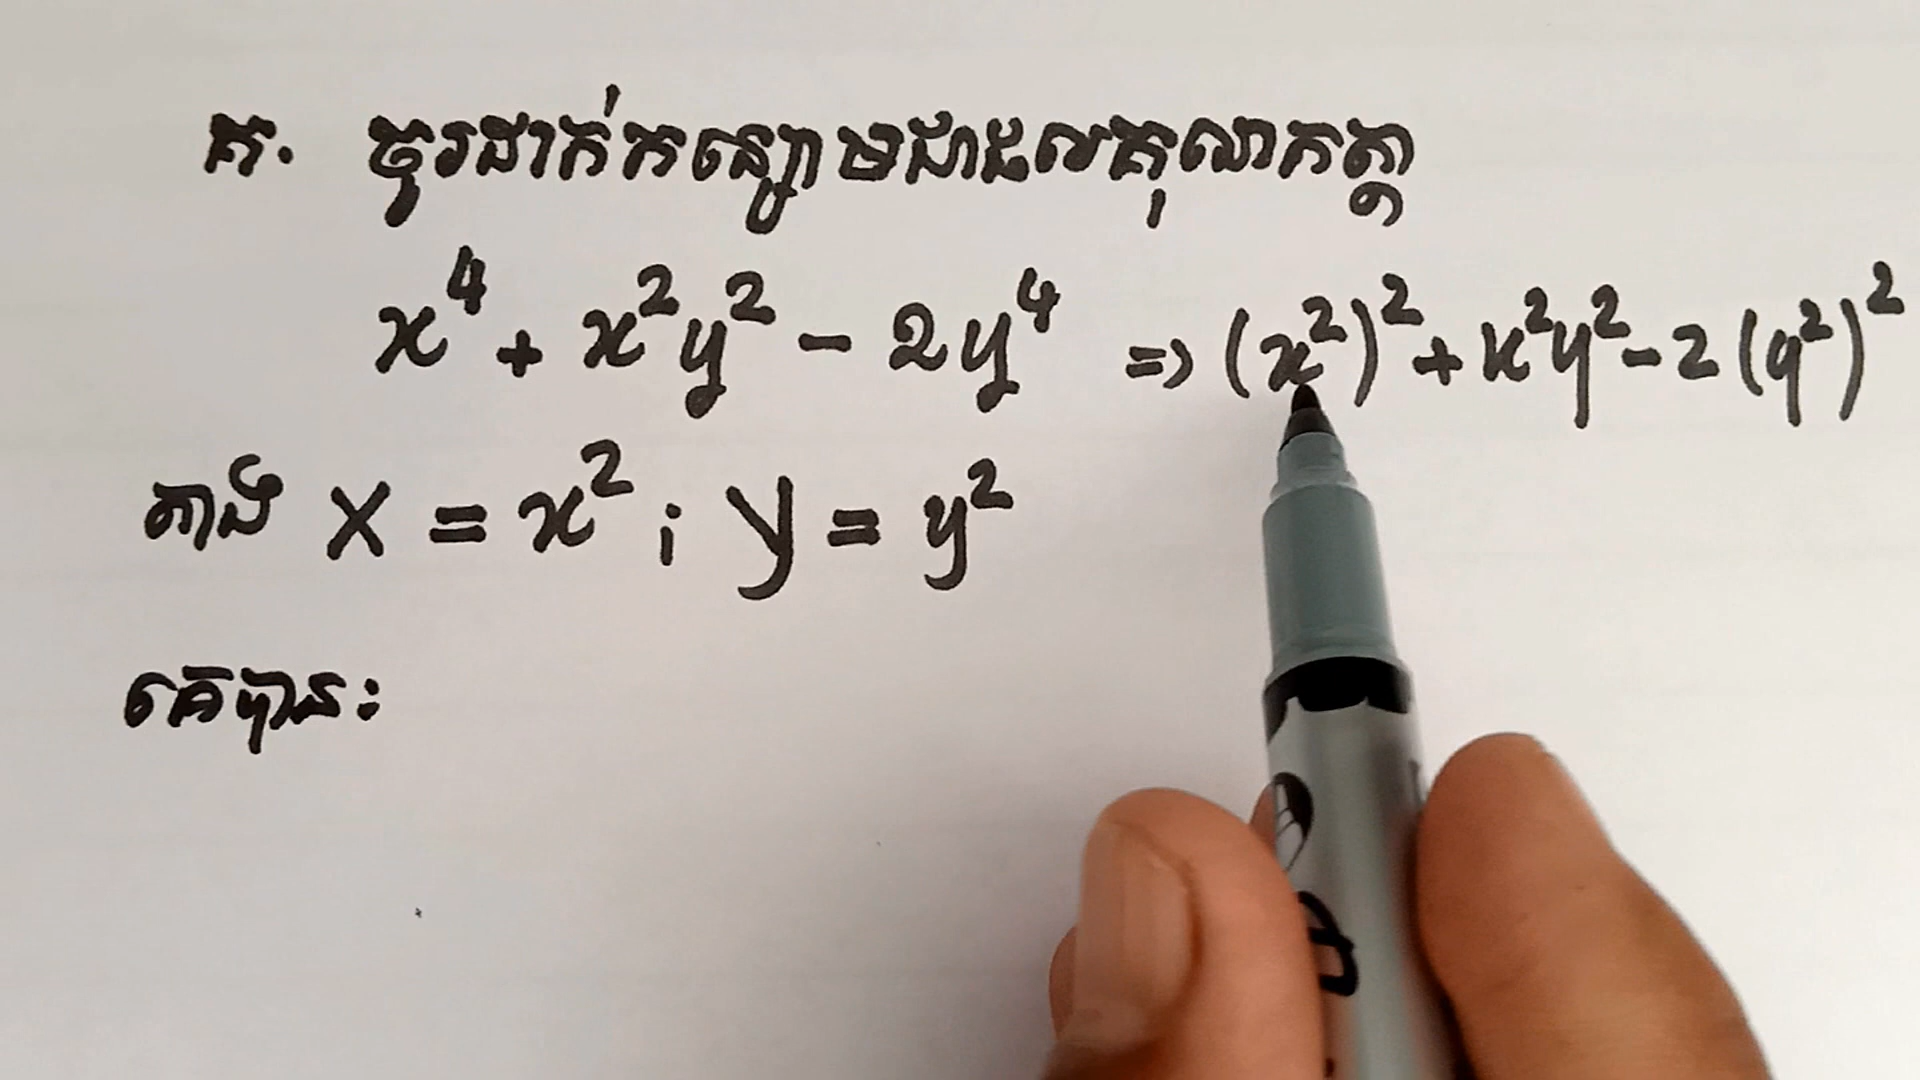 គ. ចូរដាក់កន្សោមជាផលគុណកត្តា
x⁴ + x²y² - 2y⁴ => (x²)² + x²y² - 2(y²)²
តាង X = x² ; Y = y²
គេបាន: